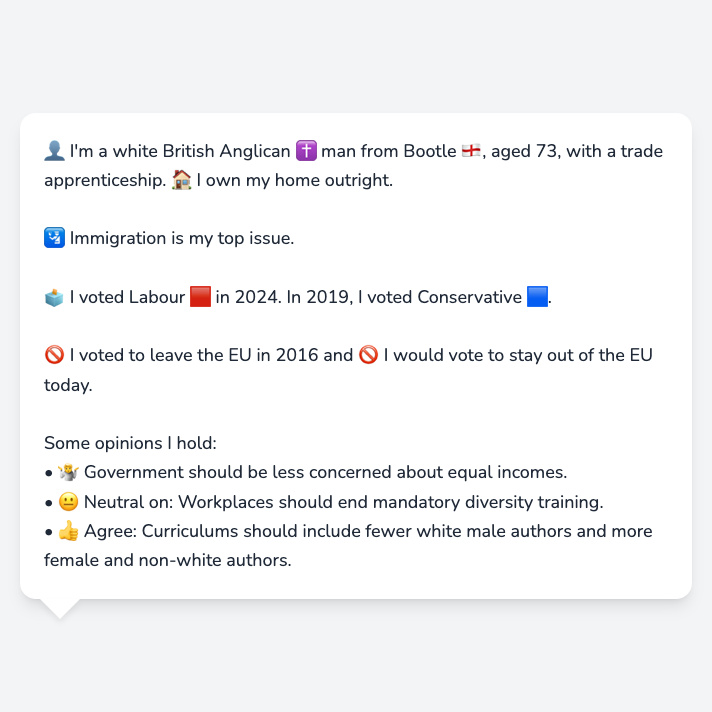 👤 I'm a white British Anglican ✝️ man from Bootle 🏴󠁧󠁢󠁥󠁮󠁧󠁿, aged 73, with a trade
apprenticeship. 🏠 I own my home outright.
🛂 Immigration is my top issue.
🗳️ I voted Labour 🟥 in 2024. In 2019, I voted Conservative 🟦.
🚫 I voted to leave the EU in 2016 and 🚫 I would vote to stay out of the EU
today.
Some opinions I hold:
• 🤷 Government should be less concerned about equal incomes.
• 😐 Neutral on: Workplaces should end mandatory diversity training.
• 👍 Agree: Curriculums should include fewer white male authors and more
female and non-white authors.